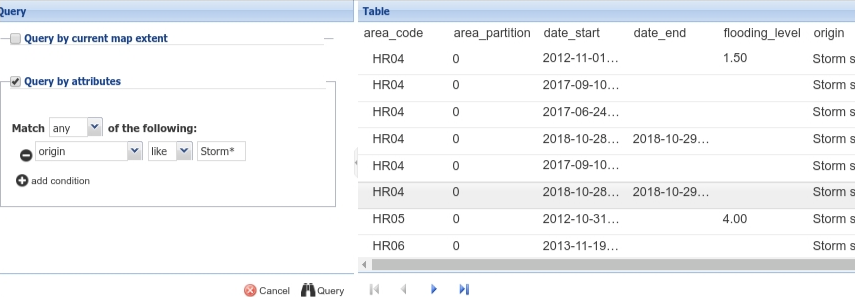 Query
Query by current map extent
Query by attributes
Match any of the following:
origin like Storm*
add condition
Cancel Query
Table
area_code area_partition date_start date_end flooding_level origin
HR04 0 2012-11-01... 1.50 Storm s
HR04 0 2017-09-10... Storm s
HR04 0 2017-06-24... Storm s
HR04 0 2018-10-28... 2018-10-29... Storm s
HR04 0 2017-09-10... Storm s
HR04 0 2018-10-28... 2018-10-29... Storm s
HR05 0 2012-10-31... 4.00 Storm s
HR06 0 2013-11-19... Storm s